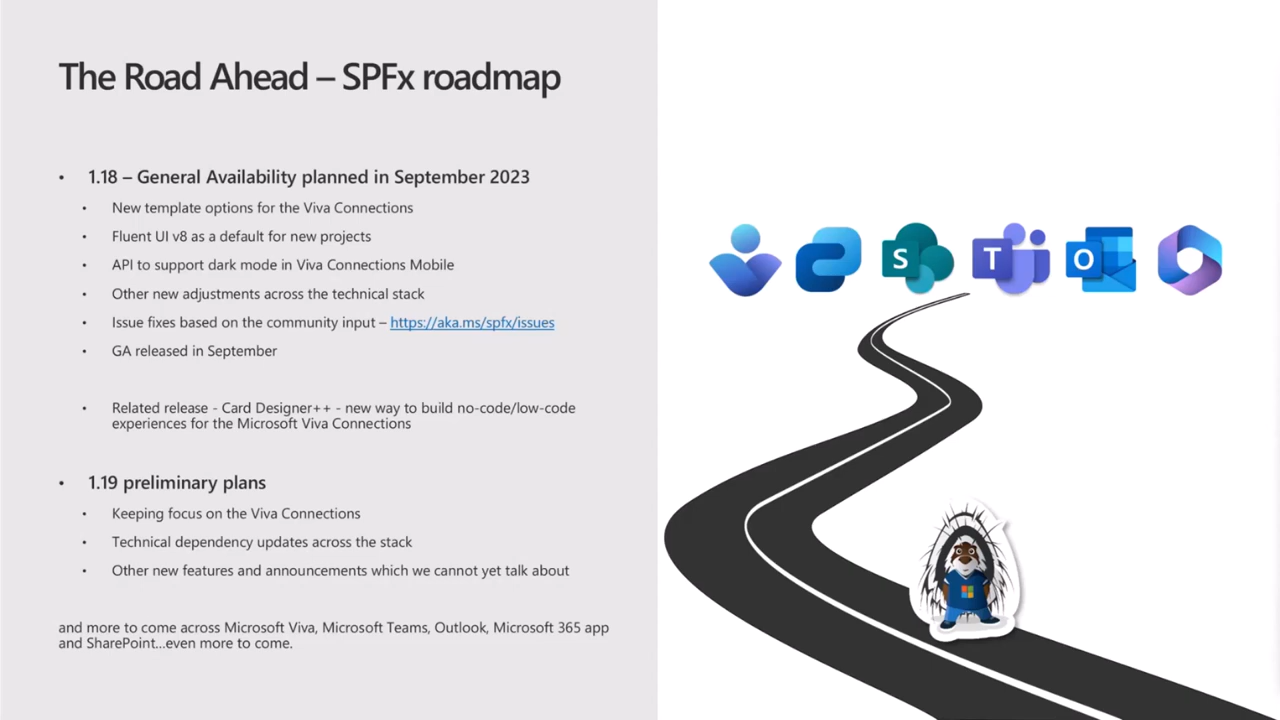 The Road Ahead – SPFx roadmap
• 1.18 – General Availability planned in September 2023
• New template options for the Viva Connections
• Fluent UI v8 as a default for new projects
• API to support dark mode in Viva Connections Mobile
• Other new adjustments across the technical stack
• Issue fixes based on the community input – https://aka.ms/spfx/issues
• GA released in September
• Related release - Card Designer++ - new way to build no-code/low-code
experiences for the Microsoft Viva Connections
• 1.19 preliminary plans
• Keeping focus on the Viva Connections
• Technical dependency updates across the stack
• Other new features and announcements which we cannot yet talk about
and more to come across Microsoft Viva, Microsoft Teams, Outlook, Microsoft 365 app
and SharePoint...even more to come.
S T O